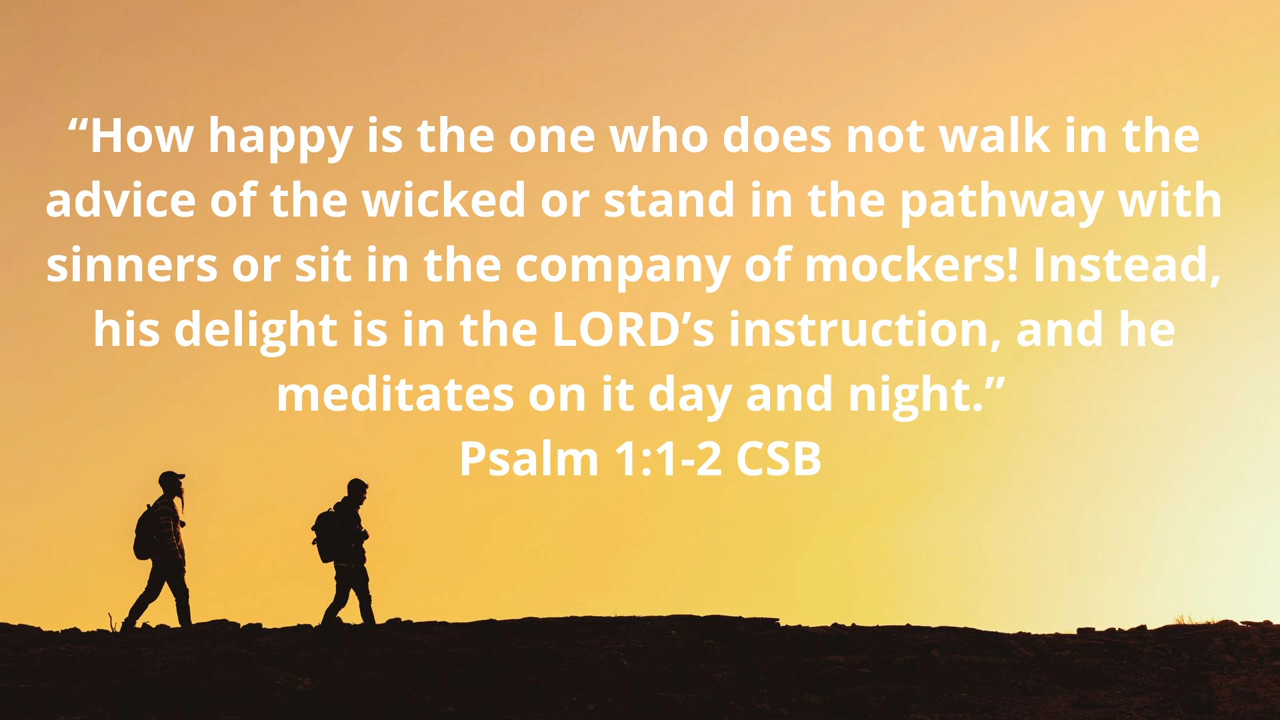 “How happy is the one who does not walk in the
advice of the wicked or stand in the pathway with
sinners or sit in the company of mockers! Instead,
his delight is in the LORD’s instruction, and he
meditates on it day and night.”
Psalm 1:1-2 CSB